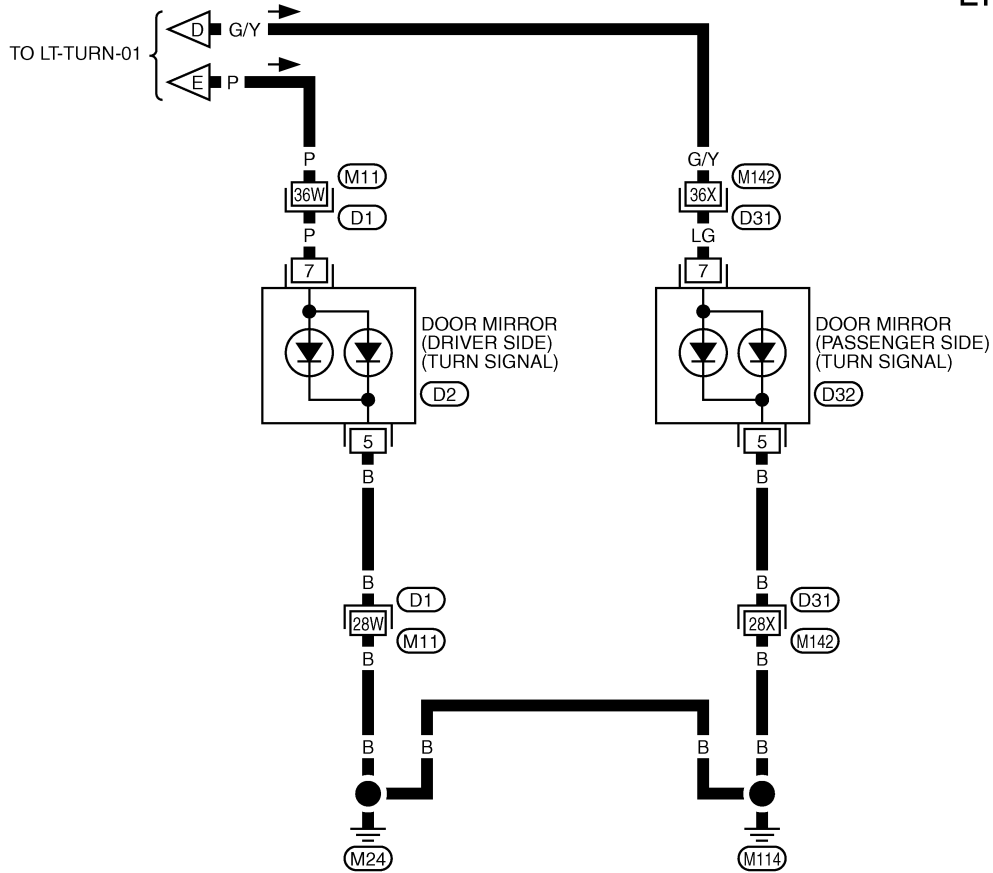 D G/Y
TO LT-TURN-01
E P
P G/Y
M11 M142
36W 36X
D1 D31
P LG
7 7
DOOR MIRROR
(DRIVER SIDE)
(TURN SIGNAL)
D2
DOOR MIRROR
(PASSENGER SIDE)
(TURN SIGNAL)
D32
5 5
B B
B B
D1 D31
28W 28X
M11 M142
B B
B B B B
M24 M114